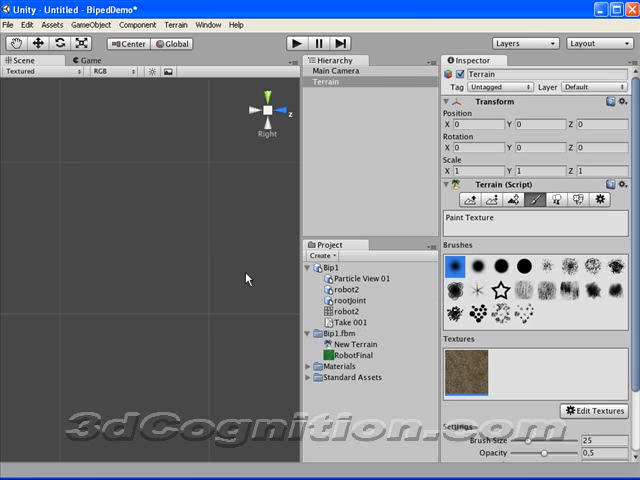 Unity - Untitled - BipedDemo*
File Edit Assets GameObject Component Terrain Window Help
Center Global Layers Layout
Scene Game Hierarchy Inspector
Textured RGB
Main Camera
Terrain
Terrain
Tag Untagged Layer Default
Transform
Position
X 0 Y 0 Z 0
Rotation
X 0 Y 0 Z 0
Scale
X 1 Y 1 Z 1
z
Right
Terrain (Script)
Paint Texture
Brushes
Project
Create
Bip1
Particle View 01
robot2
rootJoint
robot2
Take 001
Bip1.fbm
New Terrain
RobotFinal
Materials
Standard Assets
Textures
Edit Textures
Settings
Brush Size 25
Opacity 0,5
3dCognition.com